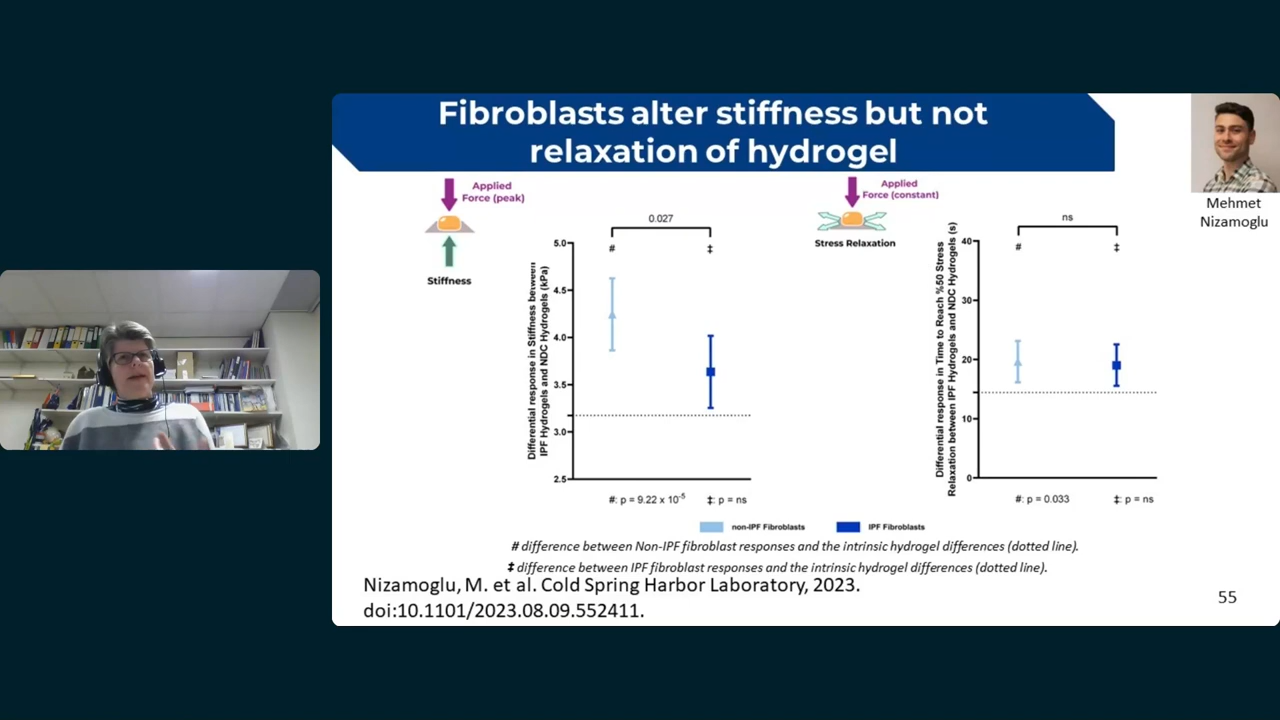 Fibroblasts alter stiffness but not
relaxation of hydrogel
Mehmet
Nizamoglu
Applied
Force (peak)
Stiffness
Differential response in Stiffness between
IPF Hydrogels and NDC Hydrogels (kPa)
5.0
4.5
4.0
3.5
3.0
2.5
0.027
#
‡
#: p = 9.22 x 10⁻⁵
‡: p = ns
Applied
Force (constant)
Stress Relaxation
Differential response in Time to Reach %50 Stress
Relaxation between IPF Hydrogels and NDC Hydrogels (s)
40
30
20
10
0
ns
#
‡
#: p = 0.033
‡: p = ns
non-IPF Fibroblasts
IPF Fibroblasts
# difference between Non-IPF fibroblast responses and the intrinsic hydrogel differences (dotted line).
‡ difference between IPF fibroblast responses and the intrinsic hydrogel differences (dotted line).
Nizamoglu, M. et al. Cold Spring Harbor Laboratory, 2023.
doi:10.1101/2023.08.09.552411.
55